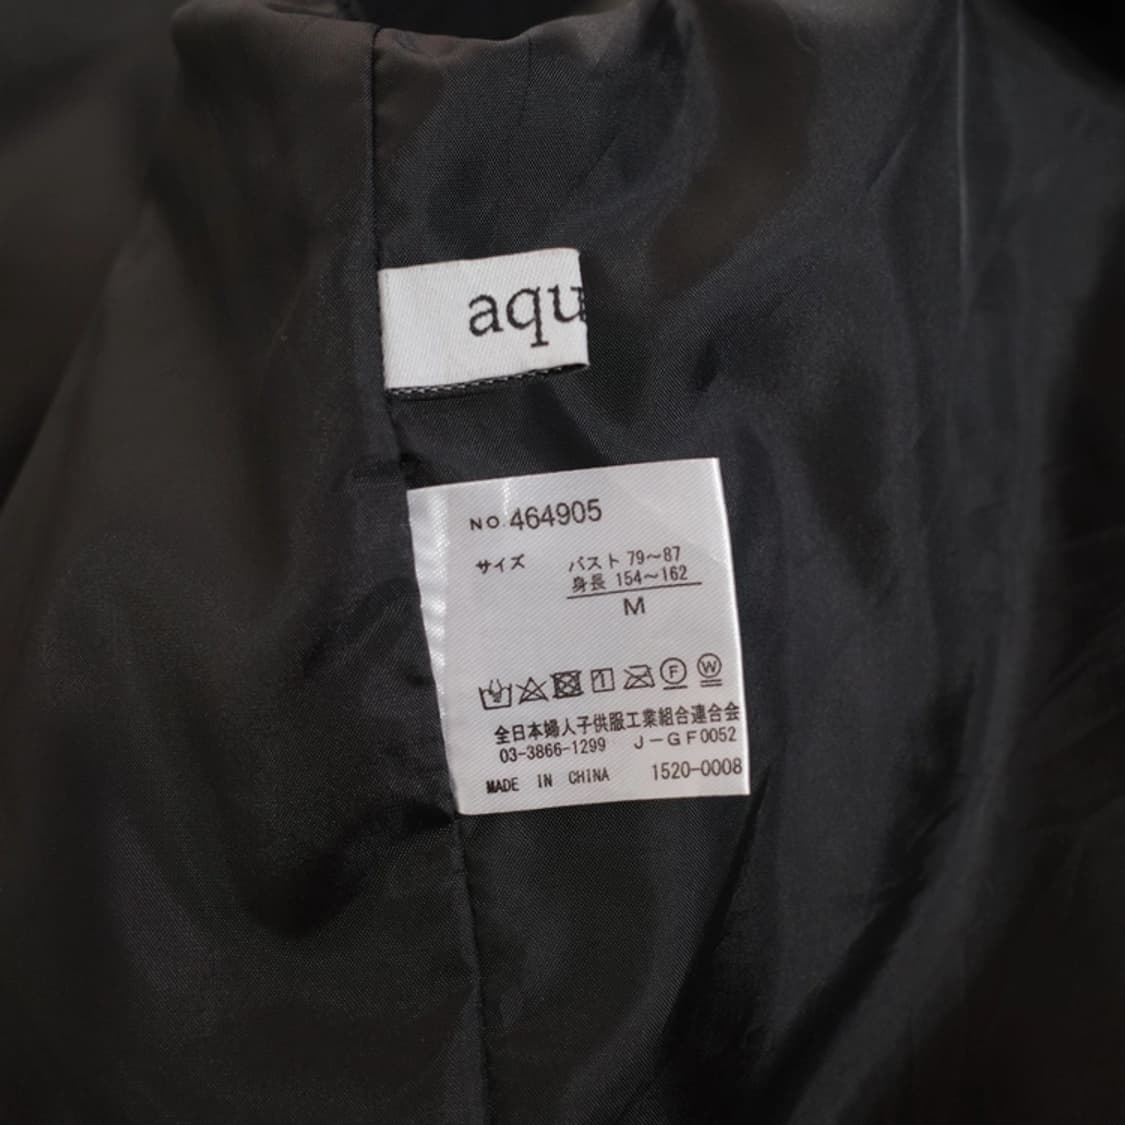 aqu
NO.464905
サイズ バスト 79〜87
身長 154〜162
M
F W
全日本婦人子供服工業組合連合会
03-3866-1299 J-GF0052
MADE IN CHINA 1520-0008